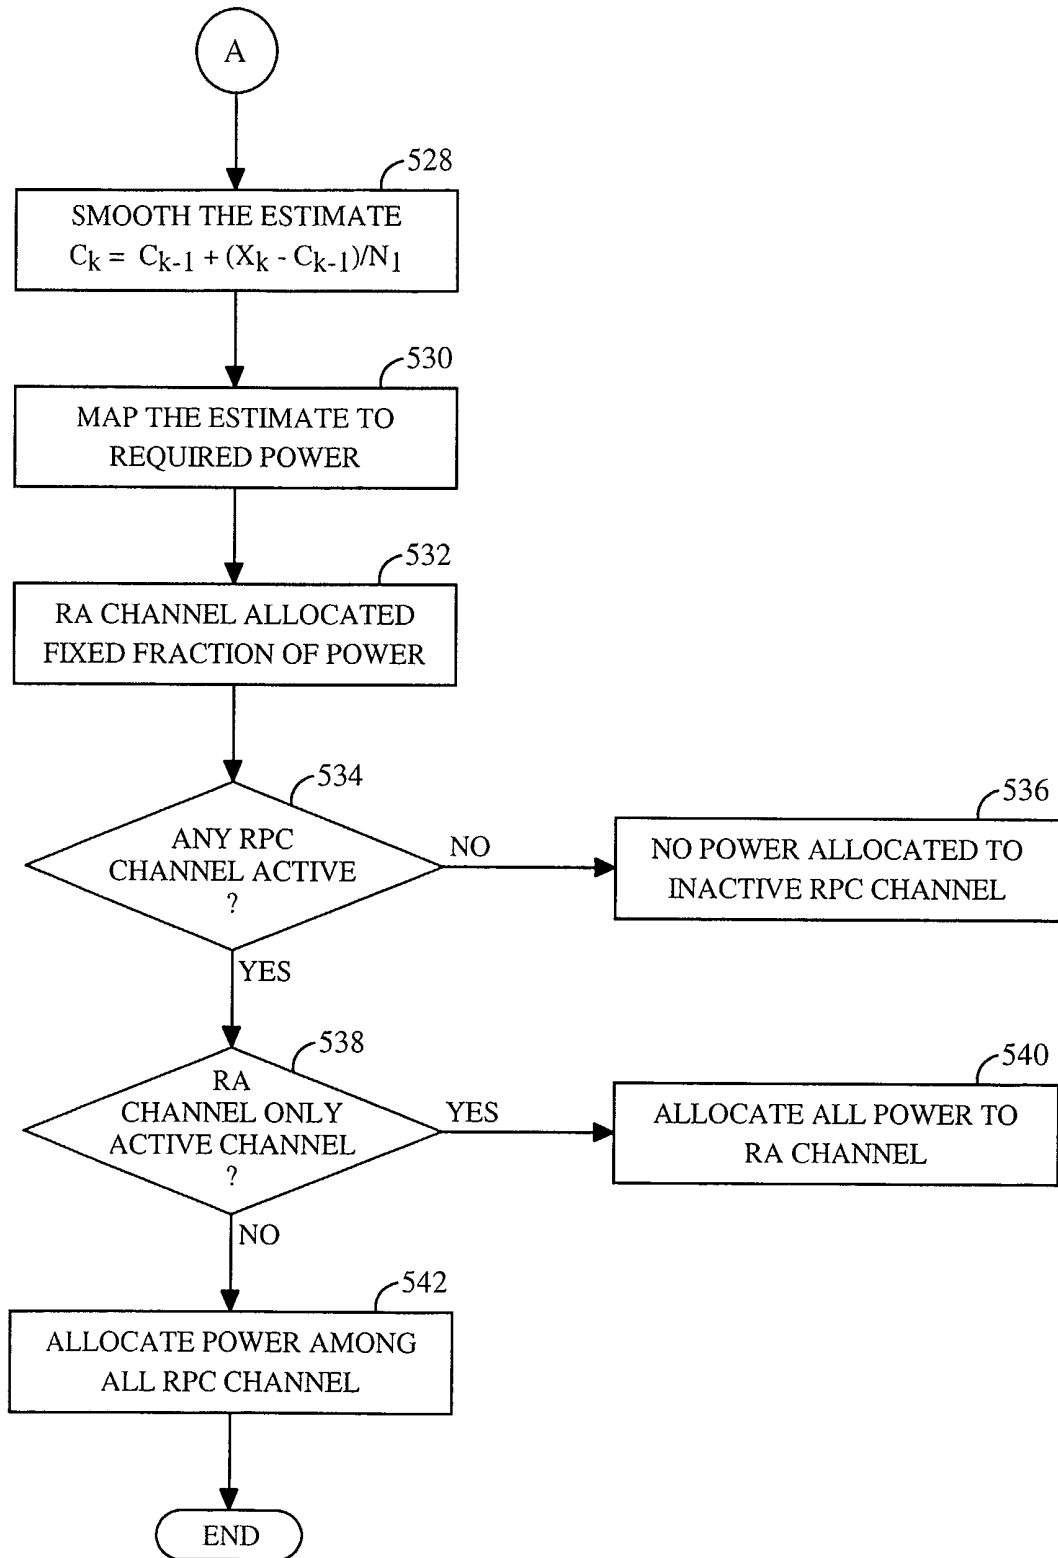 A
528
SMOOTH THE ESTIMATE
Ck = Ck-1 + (Xk - Ck-1)/N1
530
MAP THE ESTIMATE TO
REQUIRED POWER
532
RA CHANNEL ALLOCATED
FIXED FRACTION OF POWER
534
ANY RPC
CHANNEL ACTIVE
?
NO
536
NO POWER ALLOCATED TO
INACTIVE RPC CHANNEL
YES
538
RA
CHANNEL ONLY
ACTIVE CHANNEL
?
YES
540
ALLOCATE ALL POWER TO
RA CHANNEL
NO
542
ALLOCATE POWER AMONG
ALL RPC CHANNEL
END